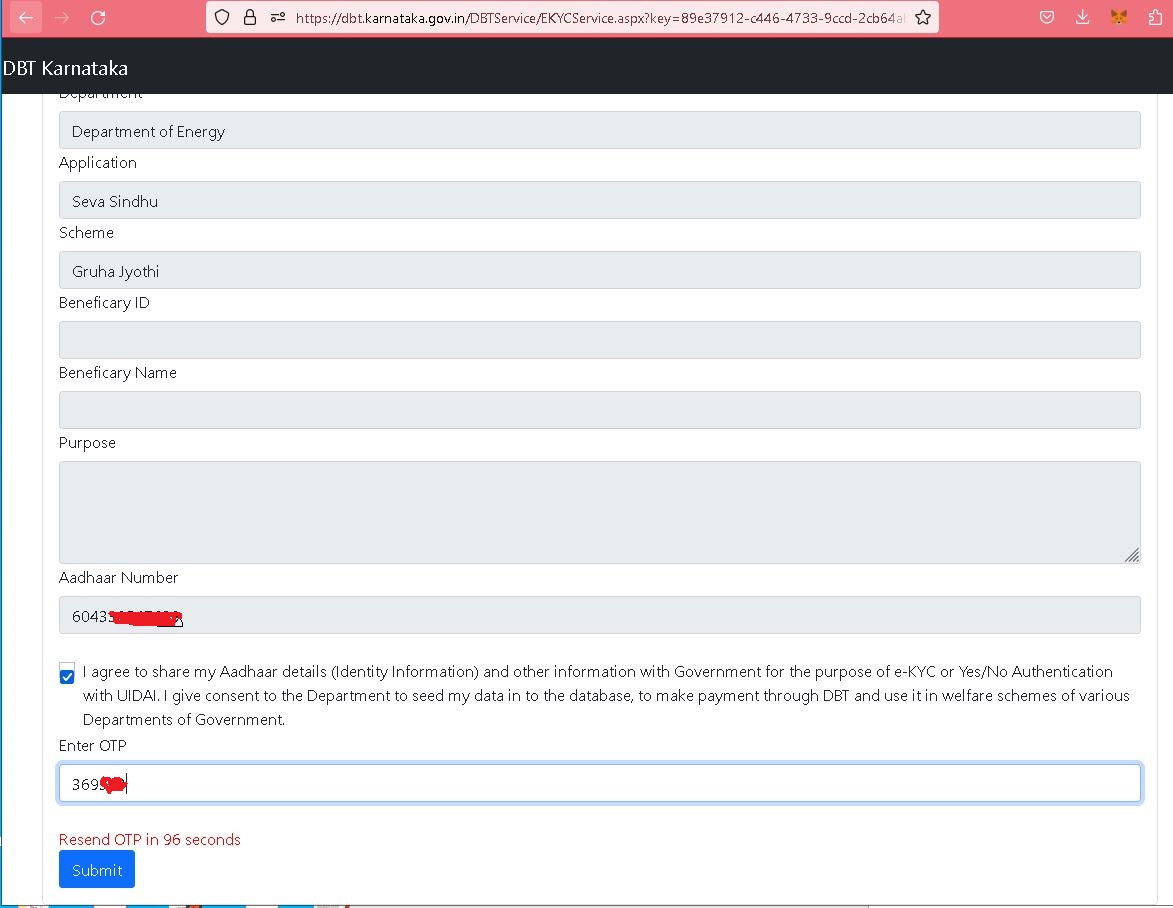 https://dbt.karnataka.gov.in/DBTService/EKYCService.aspx?key=89e37912-c446-4733-9ccd-2cb64a
DBT Karnataka
Department
Department of Energy
Application
Seva Sindhu
Scheme
Gruha Jyothi
Beneficary ID
Beneficary Name
Purpose
Aadhaar Number
6043
I agree to share my Aadhaar details (Identity Information) and other information with Government for the purpose of e-KYC or Yes/No Authentication
with UIDAI. I give consent to the Department to seed my data in to the database, to make payment through DBT and use it in welfare schemes of various
Departments of Government.
Enter OTP
369
Resend OTP in 96 seconds
Submit